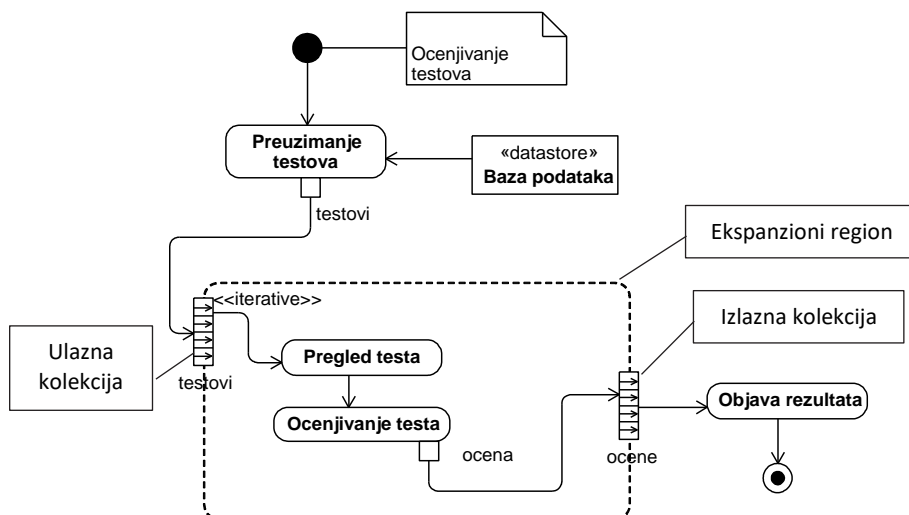 Ocenjivanje
testova
Preuzimanje
testova
«datastore»
Baza podataka
testovi
Ekspanzioni region
<<iterative>>
Izlazna kolekcija
Ulazna
kolekcija
testovi
Pregled testa
Objava rezultata
Ocenjivanje testa
ocena
ocene